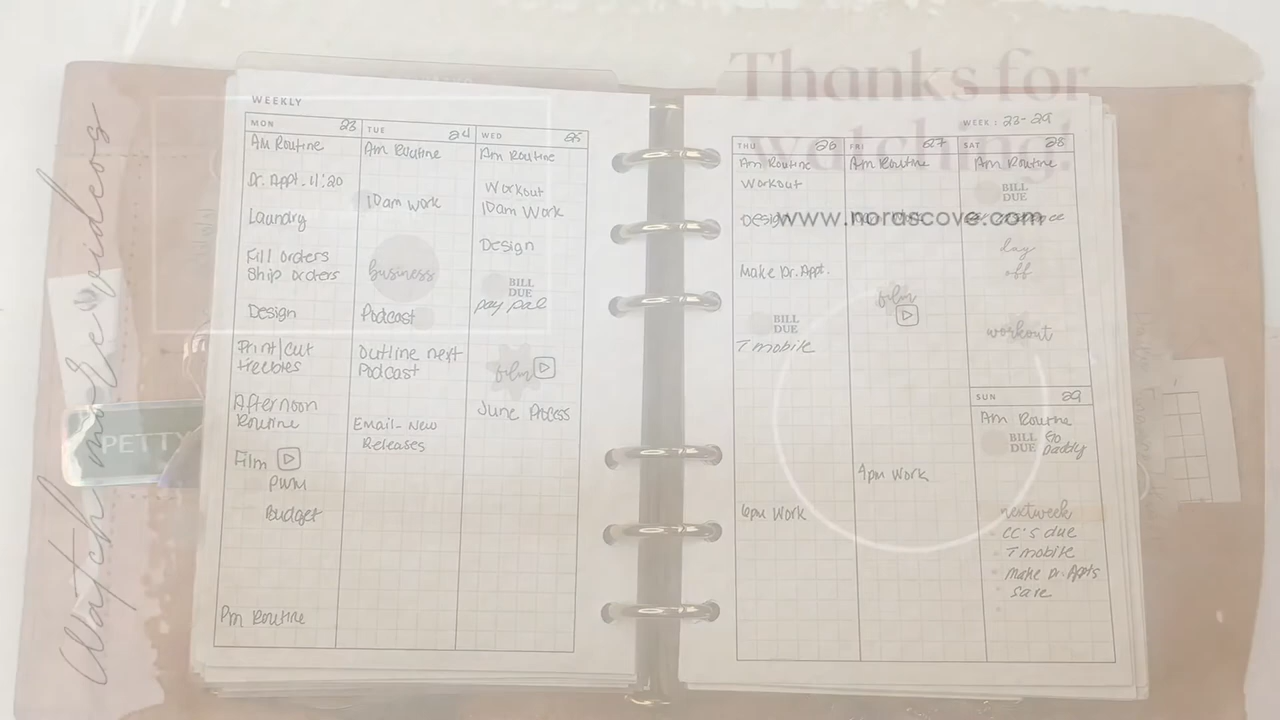 Thanks for
watching!
www.nordscove.com
Watch more videos
PETTY
WEEKLY
MON 23
Am Routine
Dr. Appt. 11:20
Laundry
Fill orders
Ship orders
Design
Print/cut
freebies
Afternoon
Routine
Film
PWM
Budget
Pm Routine
TUE 24
Am Routine
10am work
business
Podcast
Outline next
Podcast
Email- New
Releases
WED 25
Am Routine
Workout
10am Work
Design
BILL
DUE
pay pal
film
June Process
WEEK : 23-29
THU 26
Am Routine
Workout
Design
Make Dr. Appt.
BILL
DUE
T mobile
6pm Work
FRI 27
Am Routine
film
4pm Work
SAT 28
Am Routine
BILL
DUE
day
off
workout
SUN 29
Am Routine
BILL
DUE
Go
Daddy
next week
CC's due
T mobile
make Dr. Appts
save